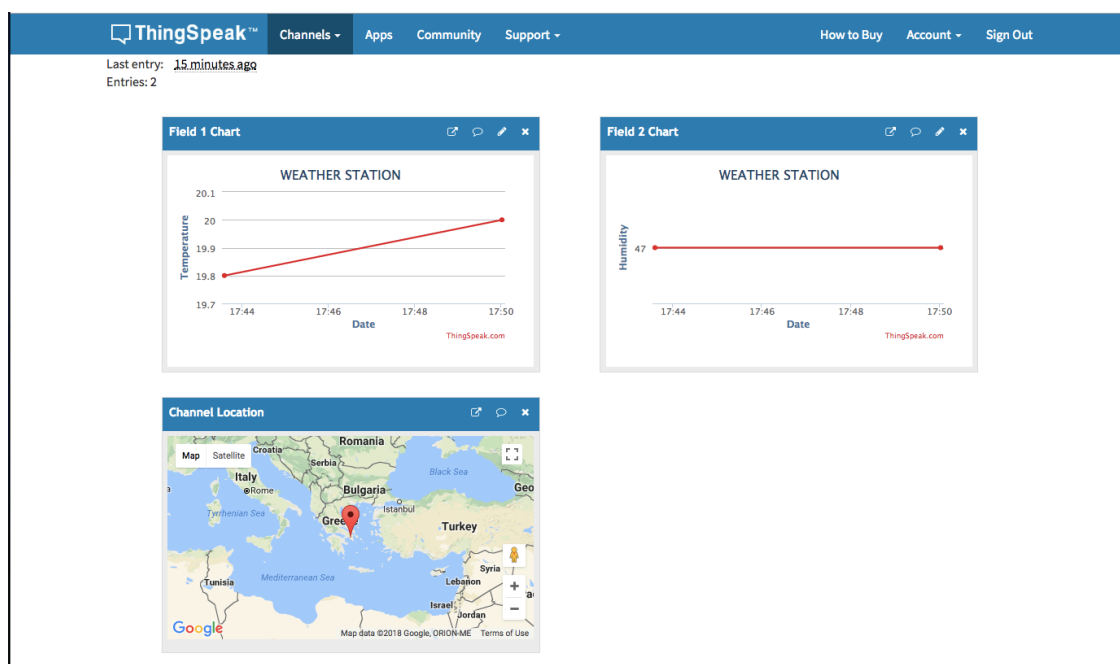 ThingSpeak™ Channels Apps Community Support How to Buy Account Sign Out
Last entry: 15 minutes ago
Entries: 2
Field 1 Chart
WEATHER STATION
20.1
20
19.9
19.8
19.7
Temperature
17:44 17:46 17:48 17:50
Date
ThingSpeak.com
Field 2 Chart
WEATHER STATION
47
Humidity
17:44 17:46 17:48 17:50
Date
ThingSpeak.com
Channel Location
Map Satellite
Croatia
Romania
Serbia
Italy
Rome
Black Sea
Bulgaria
Geo
Istanbul
Tyrrhenian Sea
Greece
Turkey
Syria
Tunisia
Mediterranean Sea
Lebanon
Israel
Jordan
Google
Map data ©2018 Google, ORION-ME Terms of Use